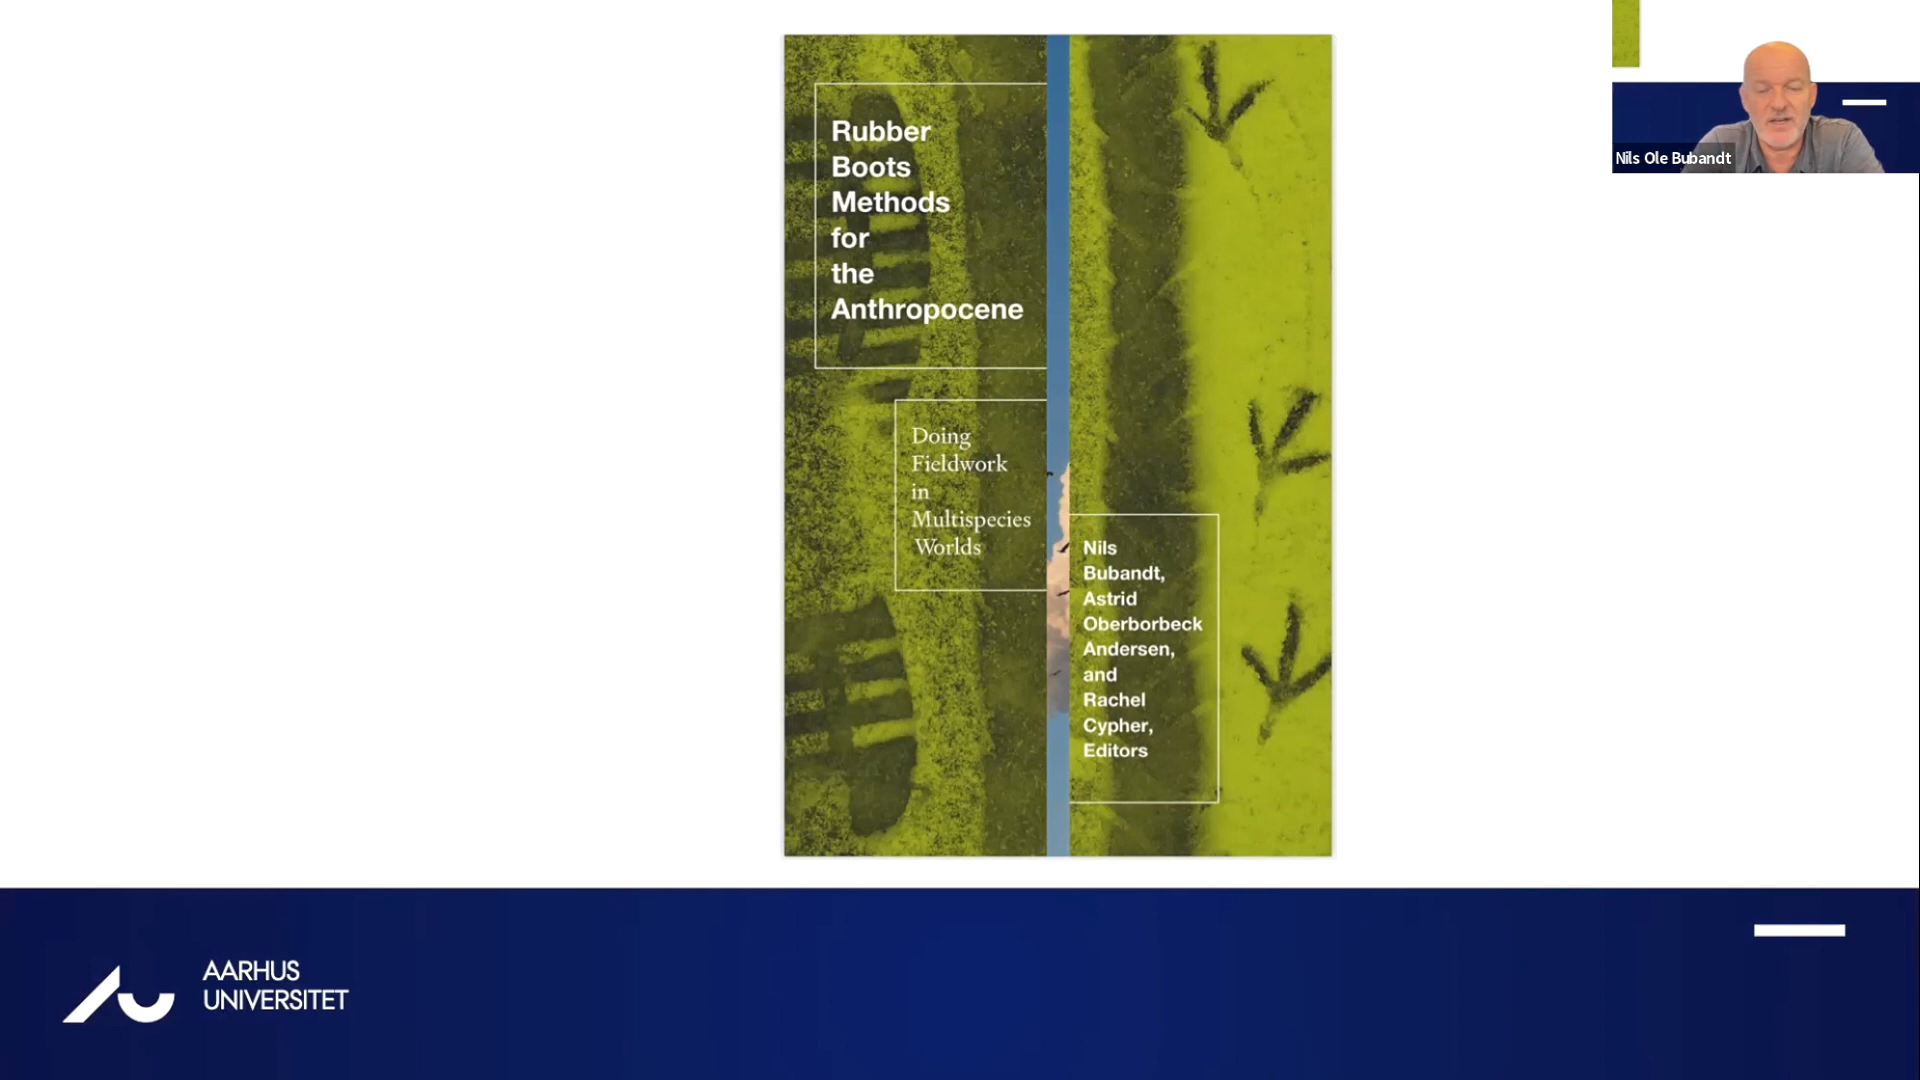 Rubber
Boots
Methods
for
the
Anthropocene
Doing
Fieldwork
in
Multispecies
Worlds
Nils
Bubandt,
Astrid
Oberborbeck
Andersen,
and
Rachel
Cypher,
Editors
Nils Ole Bubandt
AARHUS
UNIVERSITET